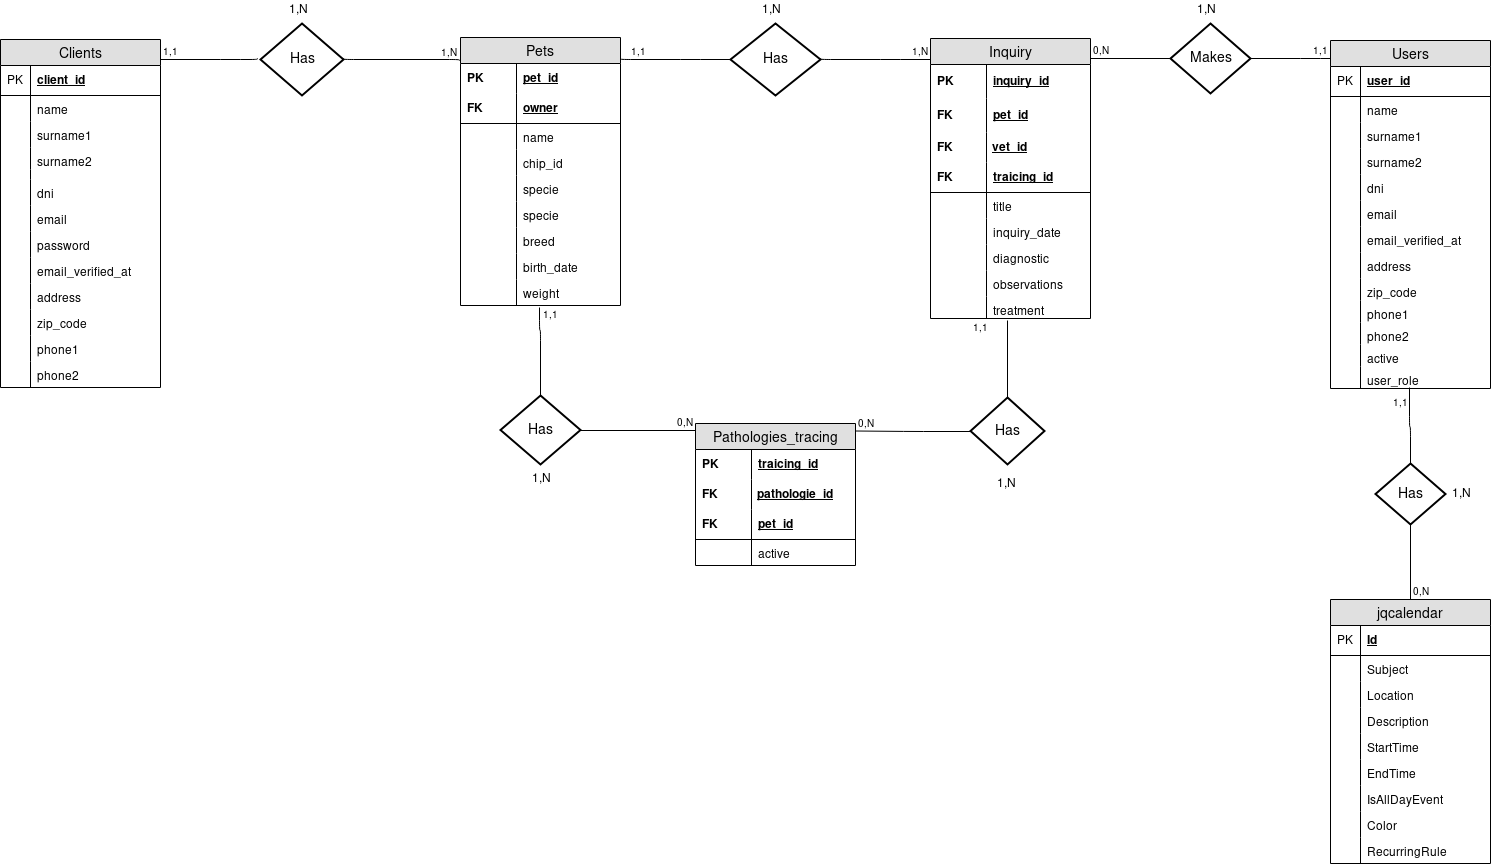 1,N
1,N
1,N
Clients
1,1
Has
1,N
Pets
1,1
Has
1,N
Inquiry
0,N
Makes
1,1
Users
PK client_id
name
surname1
surname2
dni
email
password
email_verified_at
address
zip_code
phone1
phone2
PK pet_id
FK owner
name
chip_id
specie
specie
breed
birth_date
weight
PK inquiry_id
FK pet_id
FK vet_id
FK traicing_id
title
inquiry_date
diagnostic
observations
treatment
PK user_id
name
surname1
surname2
dni
email
email_verified_at
address
zip_code
phone1
phone2
active
user_role
1,1
Has
1,N
0,N
1,1
Has
1,N
0,N
Pathologies_tracing
PK traicing_id
FK pathologie_id
FK pet_id
active
1,1
Has
1,N
0,N
jqcalendar
PK Id
Subject
Location
Description
StartTime
EndTime
IsAllDayEvent
Color
RecurringRule